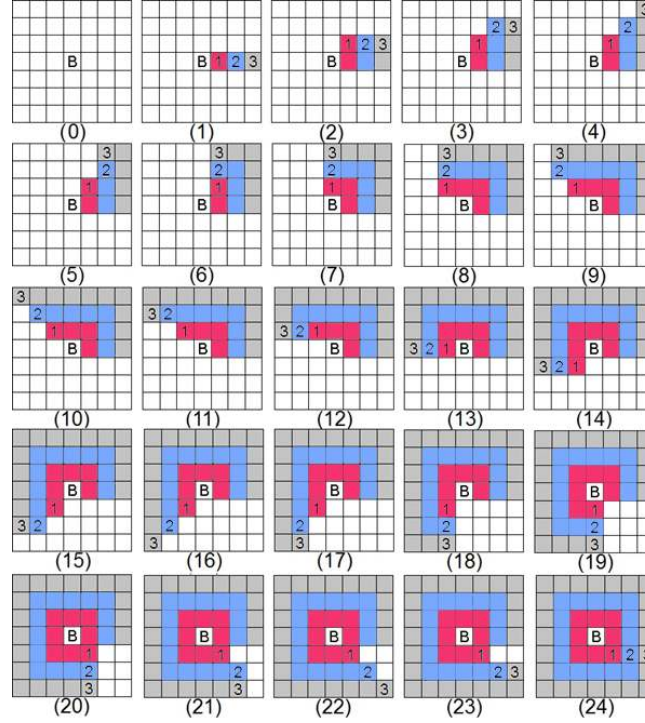 3
2 3 2
1 2 3 1 1
B B 1 2 3 B B B
(0) (1) (2) (3) (4)
3 3 3 3 3
2 2 2 2 2
1 1 1 1 1
B B B B B
(5) (6) (7) (8) (9)
3
2 3 2
1 1 3 2 1
B B B 3 2 1 B B
3 2 1
(10) (11) (12) (13) (14)
B B B B B
1 1 1 1 1
3 2 2 2 2 2
3 3 3 3
(15) (16) (17) (18) (19)
B B B B B
1 1 1 1 1 2 3
2 2 2 2 3
3 3 3
(20) (21) (22) (23) (24)